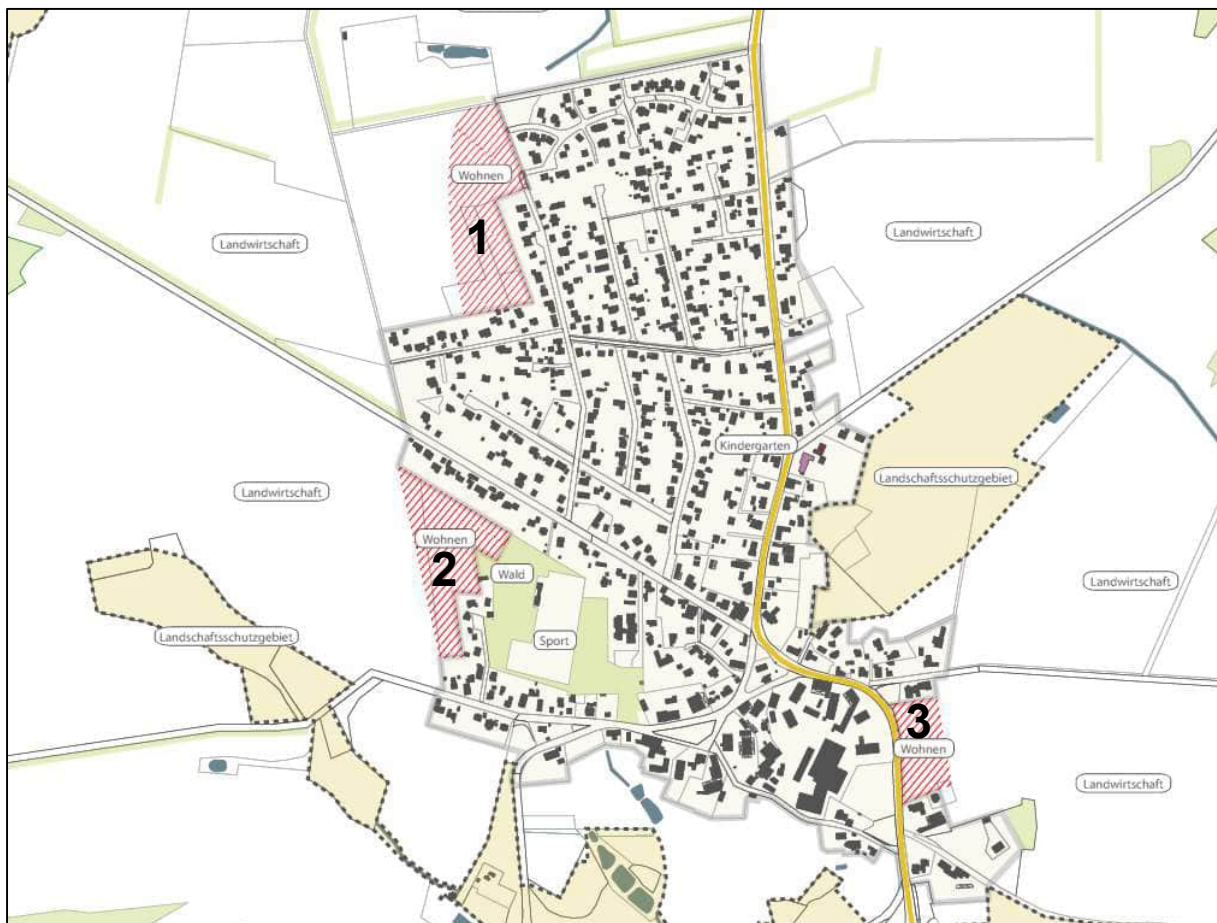 Wohnen
1
Landwirtschaft
Landwirtschaft
Kindergarten
Landschaftsschutzgebiet
Landwirtschaft
Wohnen
2
Wald
Landwirtschaft
Landschaftsschutzgebiet
Sport
3
Wohnen
Landwirtschaft